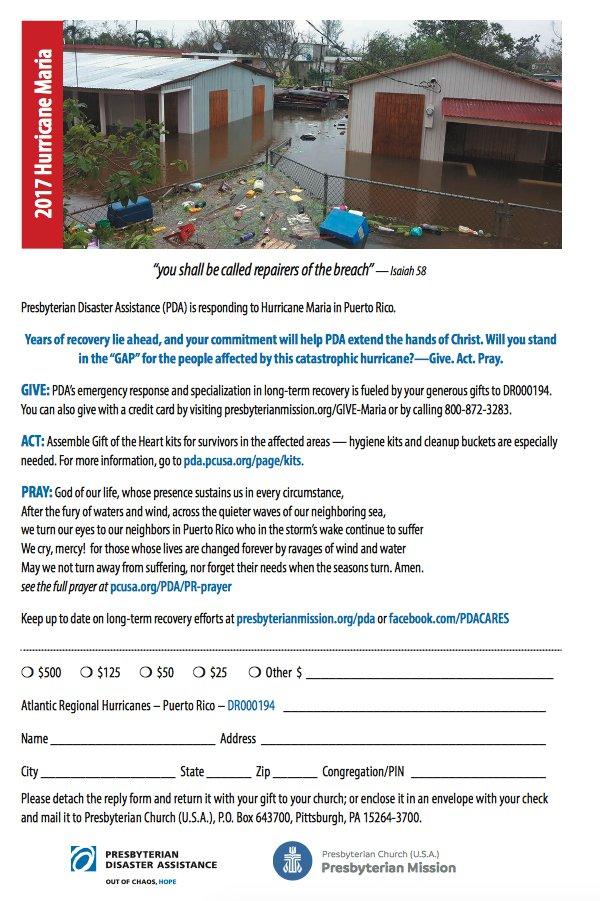 2017 Hurricane Maria
“you shall be called repairers of the breach” — Isaiah 58
Presbyterian Disaster Assistance (PDA) is responding to Hurricane Maria in Puerto Rico.
Years of recovery lie ahead, and your commitment will help PDA extend the hands of Christ. Will you stand
in the “GAP” for the people affected by this catastrophic hurricane?—Give. Act. Pray.
GIVE: PDA’s emergency response and specialization in long-term recovery is fueled by your generous gifts to DR000194.
You can also give with a credit card by visiting presbyterianmission.org/GIVE-Maria or by calling 800-872-3283.
ACT: Assemble Gift of the Heart kits for survivors in the affected areas — hygiene kits and cleanup buckets are especially
needed. For more information, go to pda.pcusa.org/page/kits.
PRAY: God of our life, whose presence sustains us in every circumstance,
After the fury of waters and wind, across the quieter waves of our neighboring sea,
we turn our eyes to our neighbors in Puerto Rico who in the storm’s wake continue to suffer
We cry, mercy! for those whose lives are changed forever by ravages of wind and water
May we not turn away from suffering, nor forget their needs when the seasons turn. Amen.
see the full prayer at pcusa.org/PDA/PR-prayer
Keep up to date on long-term recovery efforts at presbyterianmission.org/pda or facebook.com/PDACARES
$500 $125 $50 $25 Other $
Atlantic Regional Hurricanes – Puerto Rico – DR000194
Name Address
City State Zip Congregation/PIN
Please detach the reply form and return it with your gift to your church; or enclose it in an envelope with your check
and mail it to Presbyterian Church (U.S.A.), P.O. Box 643700, Pittsburgh, PA 15264-3700.
PRESBYTERIAN
DISASTER ASSISTANCE
OUT OF CHAOS, HOPE
Presbyterian Church (U.S.A.)
Presbyterian Mission